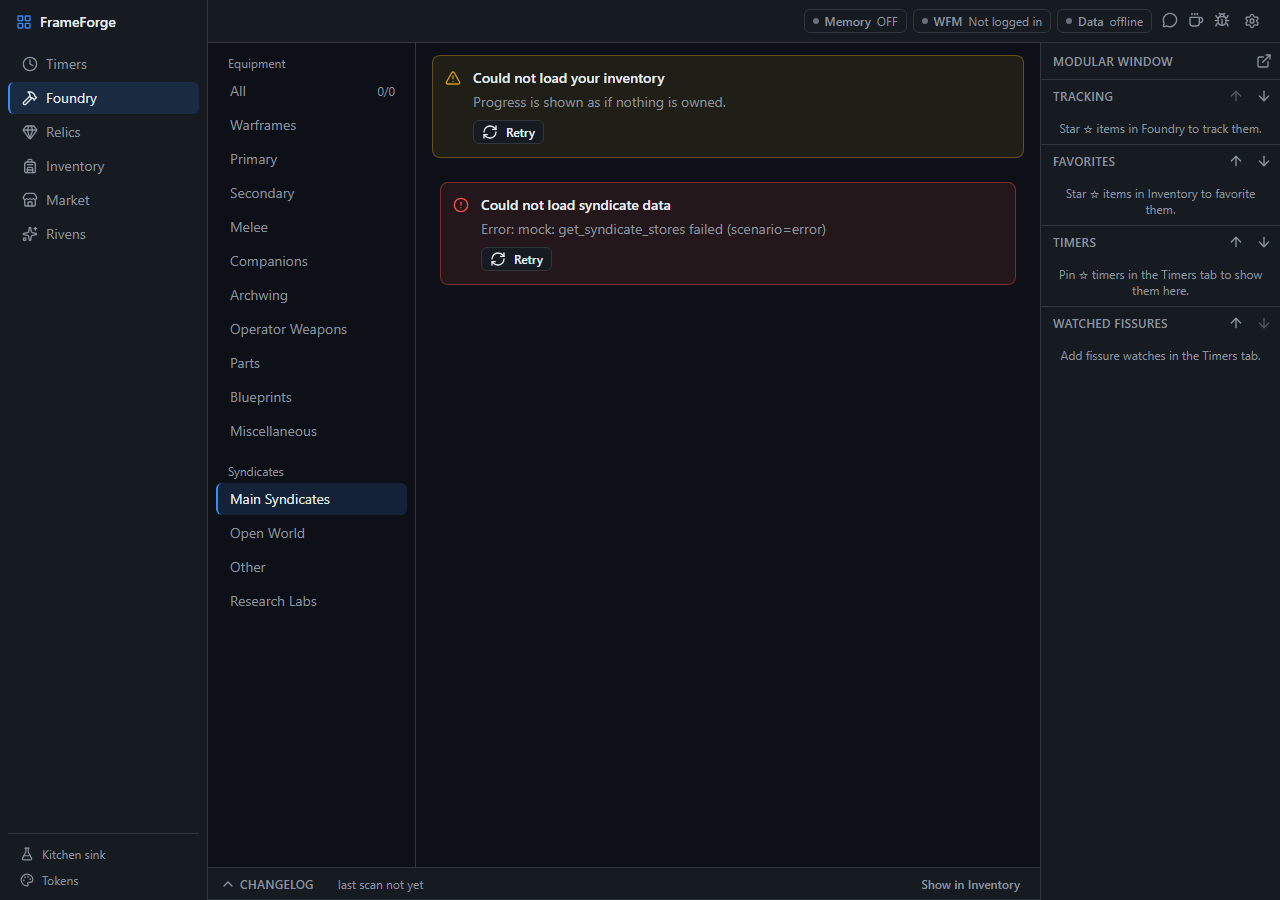 FrameForge
Memory OFF
WFM Not logged in
Data offline
Timers
Foundry
Relics
Inventory
Market
Rivens
Kitchen sink
Tokens
Equipment
All 0/0
Warframes
Primary
Secondary
Melee
Companions
Archwing
Operator Weapons
Parts
Blueprints
Miscellaneous
Syndicates
Main Syndicates
Open World
Other
Research Labs
Could not load your inventory
Progress is shown as if nothing is owned.
Retry
Could not load syndicate data
Error: mock: get_syndicate_stores failed (scenario=error)
Retry
CHANGELOG last scan not yet Show in Inventory
MODULAR WINDOW
TRACKING
Star ☆ items in Foundry to track them.
FAVORITES
Star ☆ items in Inventory to favorite
them.
TIMERS
Pin ☆ timers in the Timers tab to show
them here.
WATCHED FISSURES
Add fissure watches in the Timers tab.